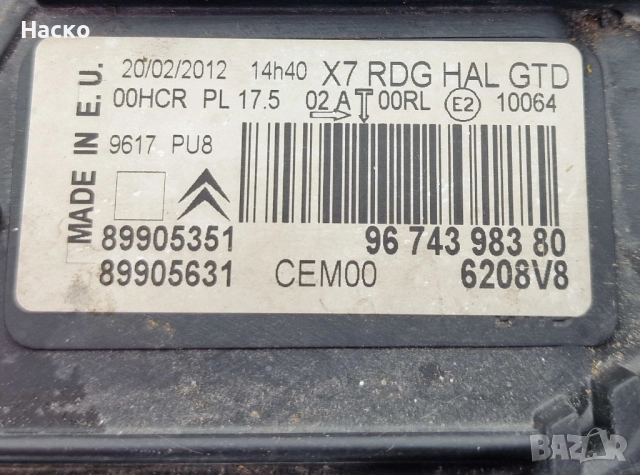 Наско
MADE IN E.U.
20/02/2012 14h40 X7 RDG HAL GTD
00HCR PL 17.5 02 A 00RL E2 10064
9617 PU8
89905351 96 743 983 80
89905631 CEM00 6208V8
BAZAR